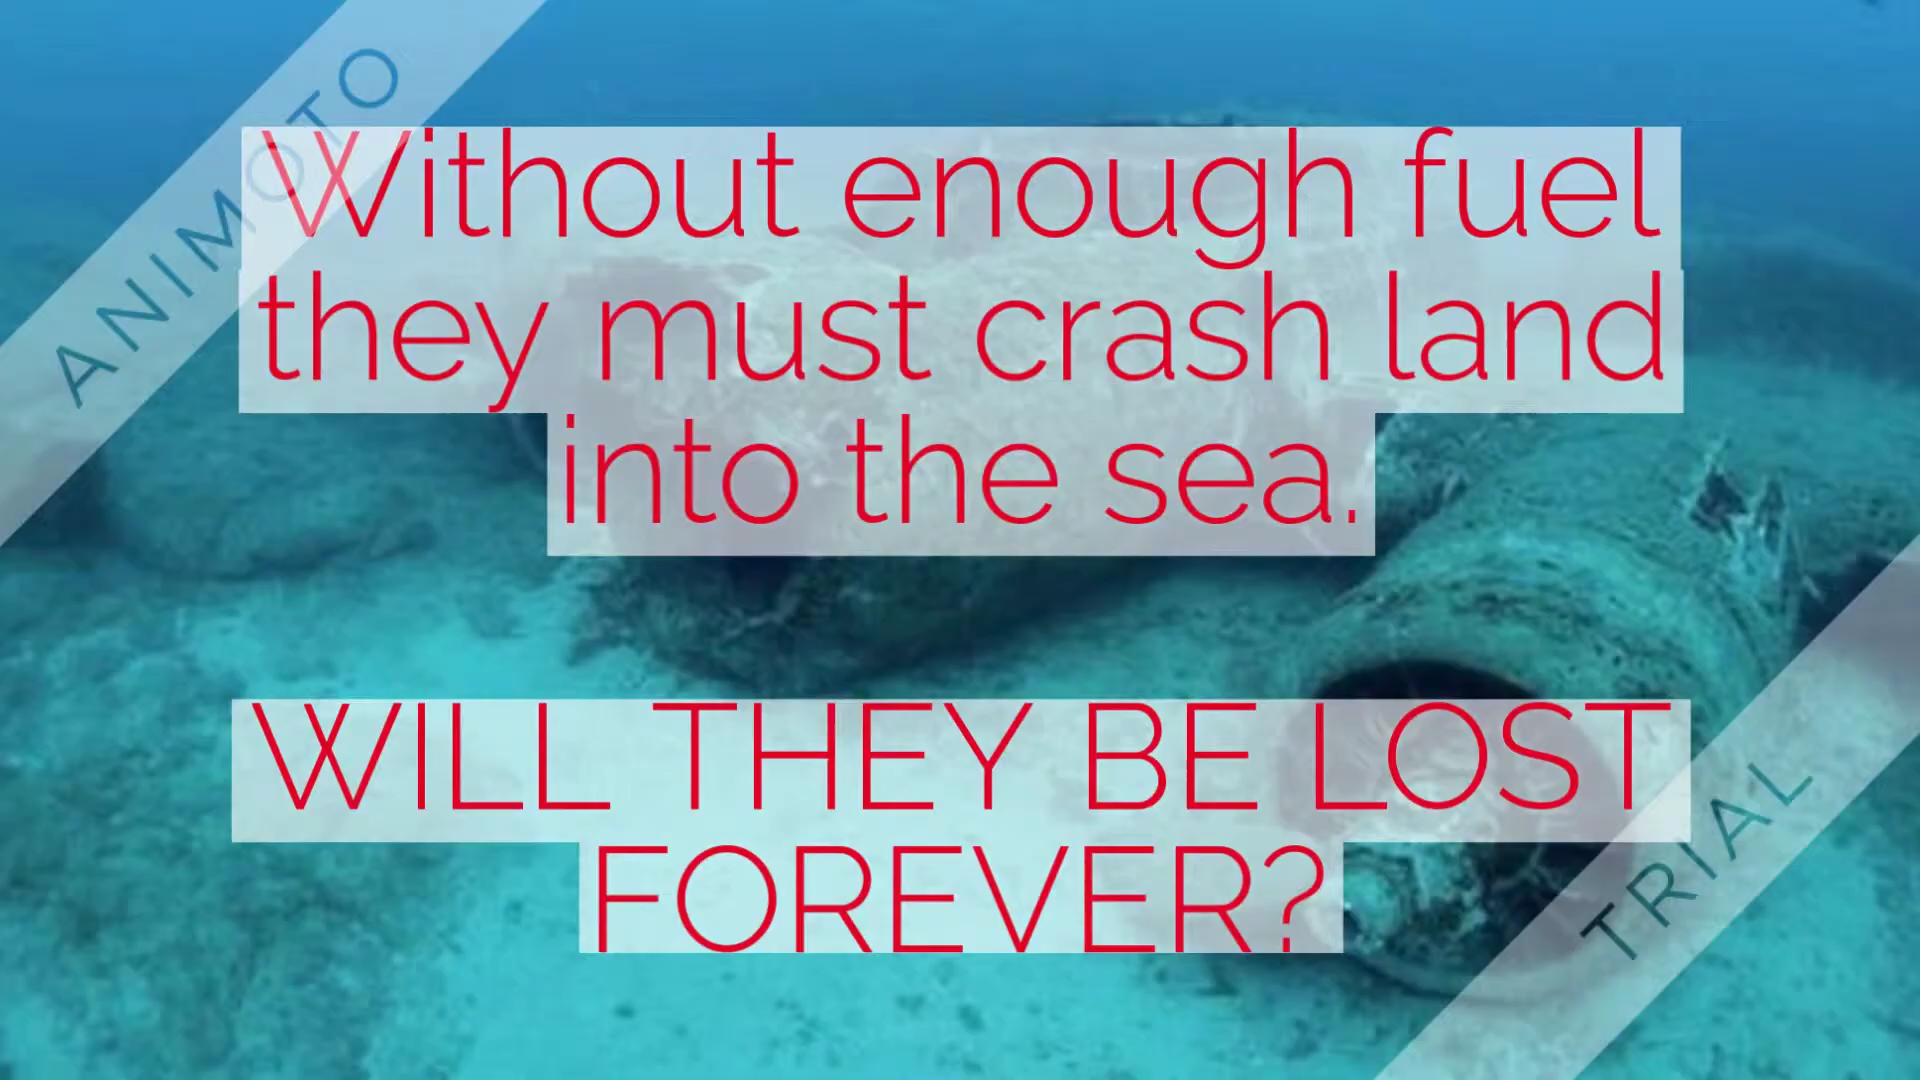 ANIMOTO
Without enough fuel
they must crash land
into the sea.
WILL THEY BE LOST
FOREVER?
TRIAL